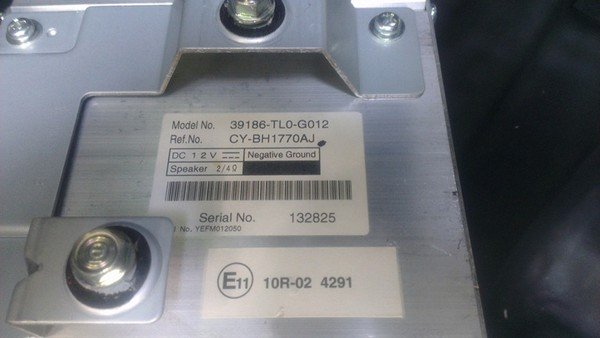 Model No. 39186-TL0-G012
Ref.No. CY-BH1770AJ
DC 12V Negative Ground
Speaker 2/4Ω
Serial No. 132825
No. YEFM012050
E11 10R-02 4291